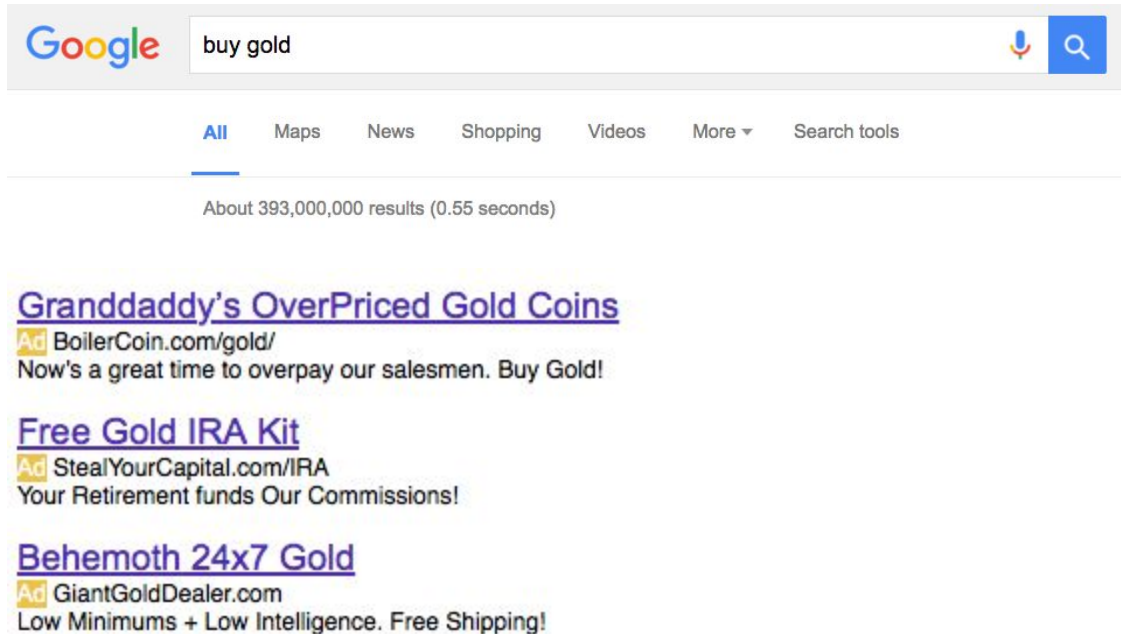 Google buy gold
All Maps News Shopping Videos More Search tools
About 393,000,000 results (0.55 seconds)
Granddaddy's OverPriced Gold Coins
Ad BoilerCoin.com/gold/
Now's a great time to overpay our salesmen. Buy Gold!
Free Gold IRA Kit
Ad StealYourCapital.com/IRA
Your Retirement funds Our Commissions!
Behemoth 24x7 Gold
Ad GiantGoldDealer.com
Low Minimums + Low Intelligence. Free Shipping!